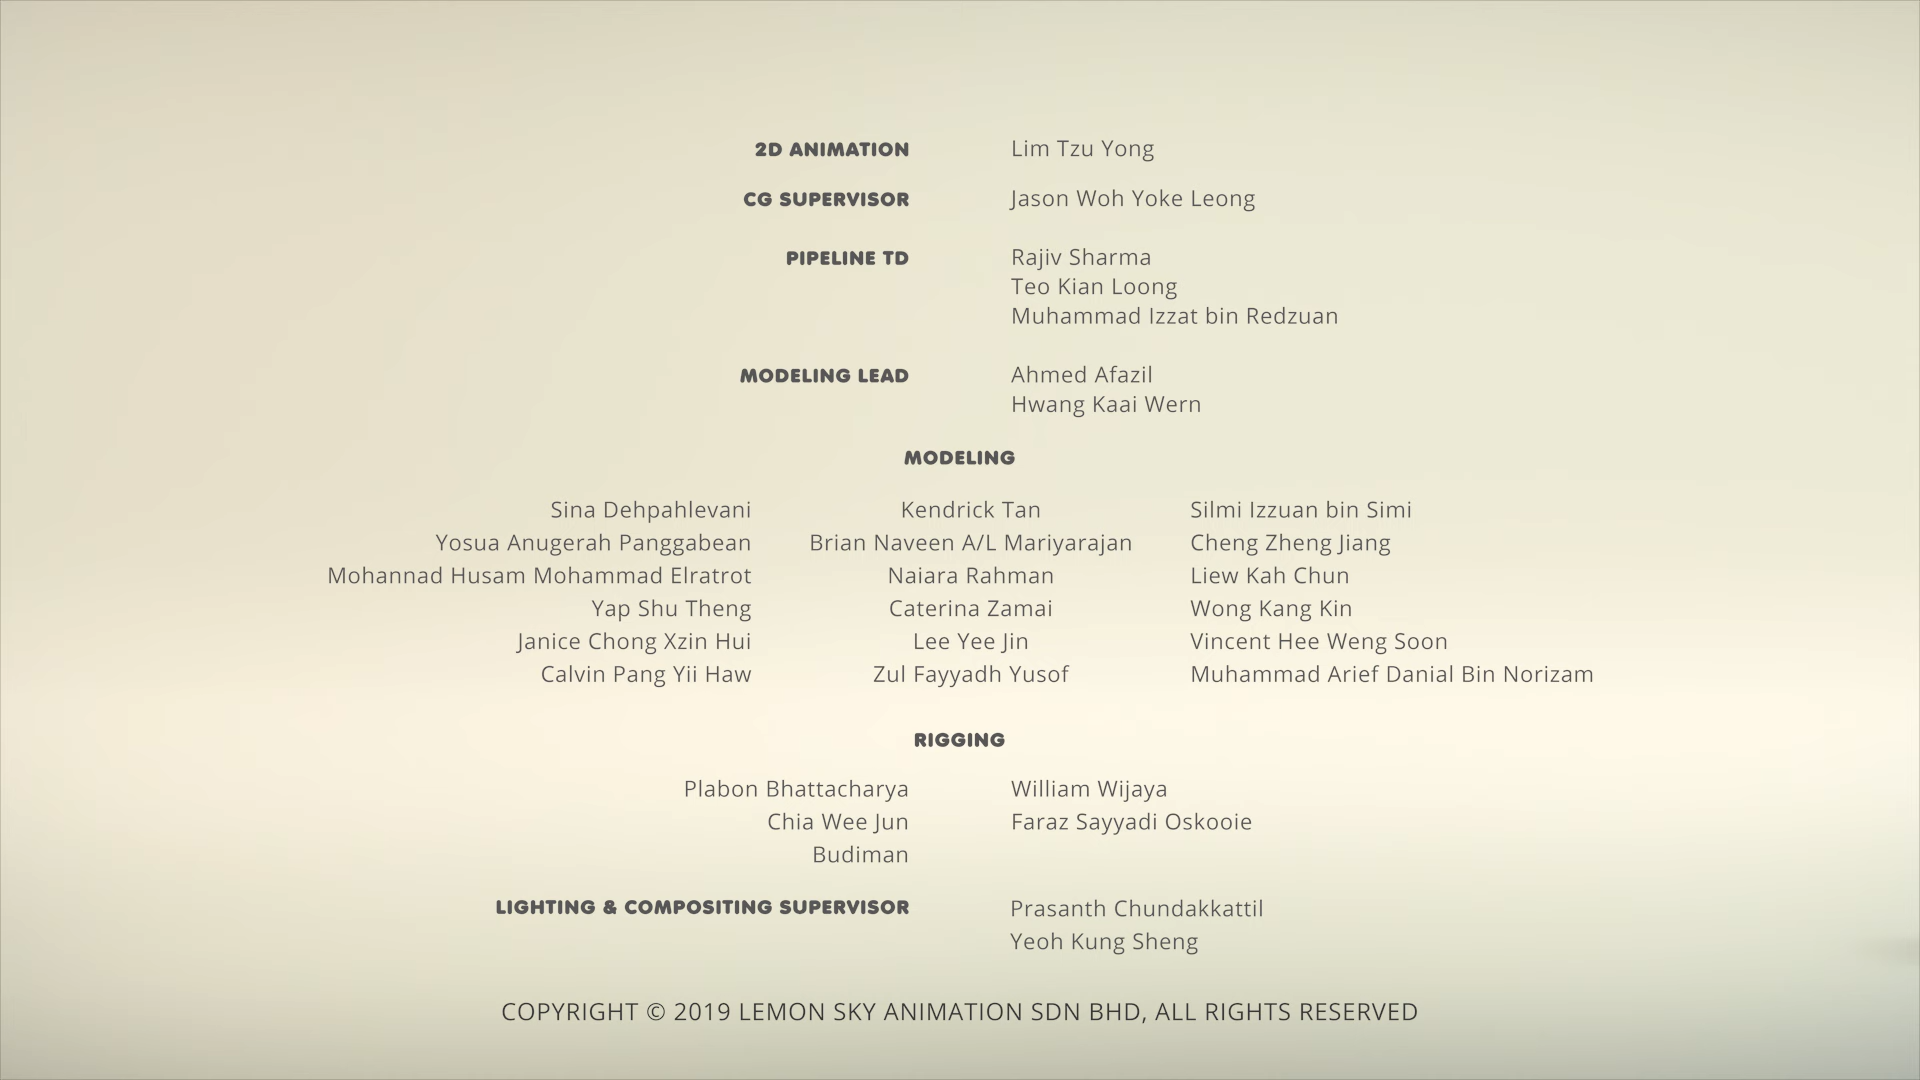 2D ANIMATION Lim Tzu Yong
CG SUPERVISOR Jason Woh Yoke Leong
PIPELINE TD Rajiv Sharma
Teo Kian Loong
Muhammad Izzat bin Redzuan
MODELING LEAD Ahmed Afazil
Hwang Kaai Wern
MODELING
Sina Dehpahlevani Kendrick Tan Silmi Izzuan bin Simi
Yosua Anugerah Panggabean Brian Naveen A/L Mariyarajan Cheng Zheng Jiang
Mohannad Husam Mohammad Elratrot Naiara Rahman Liew Kah Chun
Yap Shu Theng Caterina Zamai Wong Kang Kin
Janice Chong Xzin Hui Lee Yee Jin Vincent Hee Weng Soon
Calvin Pang Yii Haw Zul Fayyadh Yusof Muhammad Arief Danial Bin Norizam
RIGGING
Plabon Bhattacharya William Wijaya
Chia Wee Jun Faraz Sayyadi Oskooie
Budiman
LIGHTING & COMPOSITING SUPERVISOR Prasanth Chundakkattil
Yeoh Kung Sheng
COPYRIGHT © 2019 LEMON SKY ANIMATION SDN BHD, ALL RIGHTS RESERVED